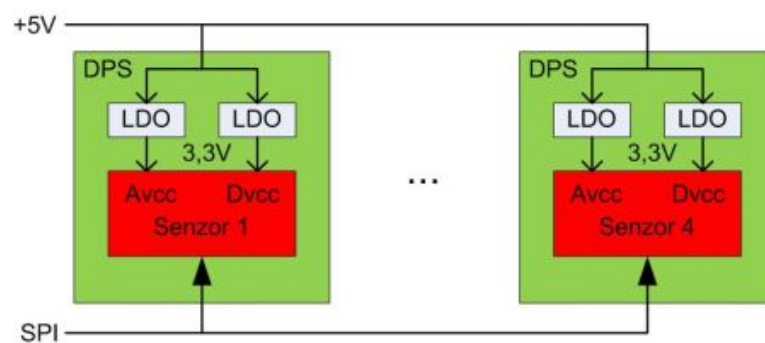 +5V
DPS DPS
LDO LDO LDO LDO
3,3V 3,3V
...
Avcc Dvcc Avcc Dvcc
Senzor 1 Senzor 4
SPI